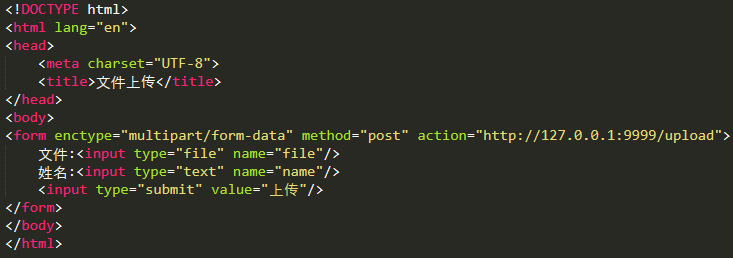 <!DOCTYPE html>
<html lang="en">
<head>
    <meta charset="UTF-8">
    <title>文件上传</title>
</head>
<body>
<form enctype="multipart/form-data" method="post" action="http://127.0.0.1:9999/upload">
    文件:<input type="file" name="file"/>
    姓名:<input type="text" name="name"/>
    <input type="submit" value="上传"/>
</form>
</body>
</html>